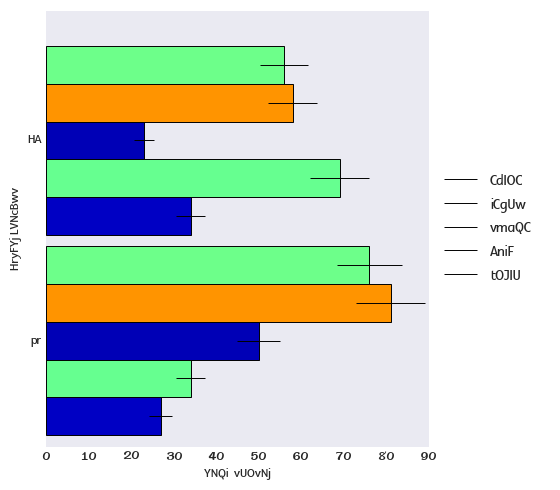 HA
pr
HryFYj LVNcBwv
0 10 20 30 40 50 60 70 80 90
YNQi vUOvNj
CdIOC
iCgUw
vmaQC
AniF
tOJIU